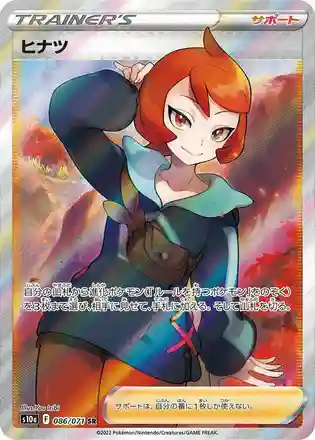 TRAINER'S
サポート
ヒナツ
自分の山札から進化ポケモン(「ルールを持つポケモン」をのぞく)
を3枚まで選び、相手に見せて、手札に加える。そして山札を切る。
Illus.
s10a F 086/071 SR
サポートは、自分の番に1枚しか使えない。
©2022 Pokémon/Nintendo/Creatures/GAME FREAK.